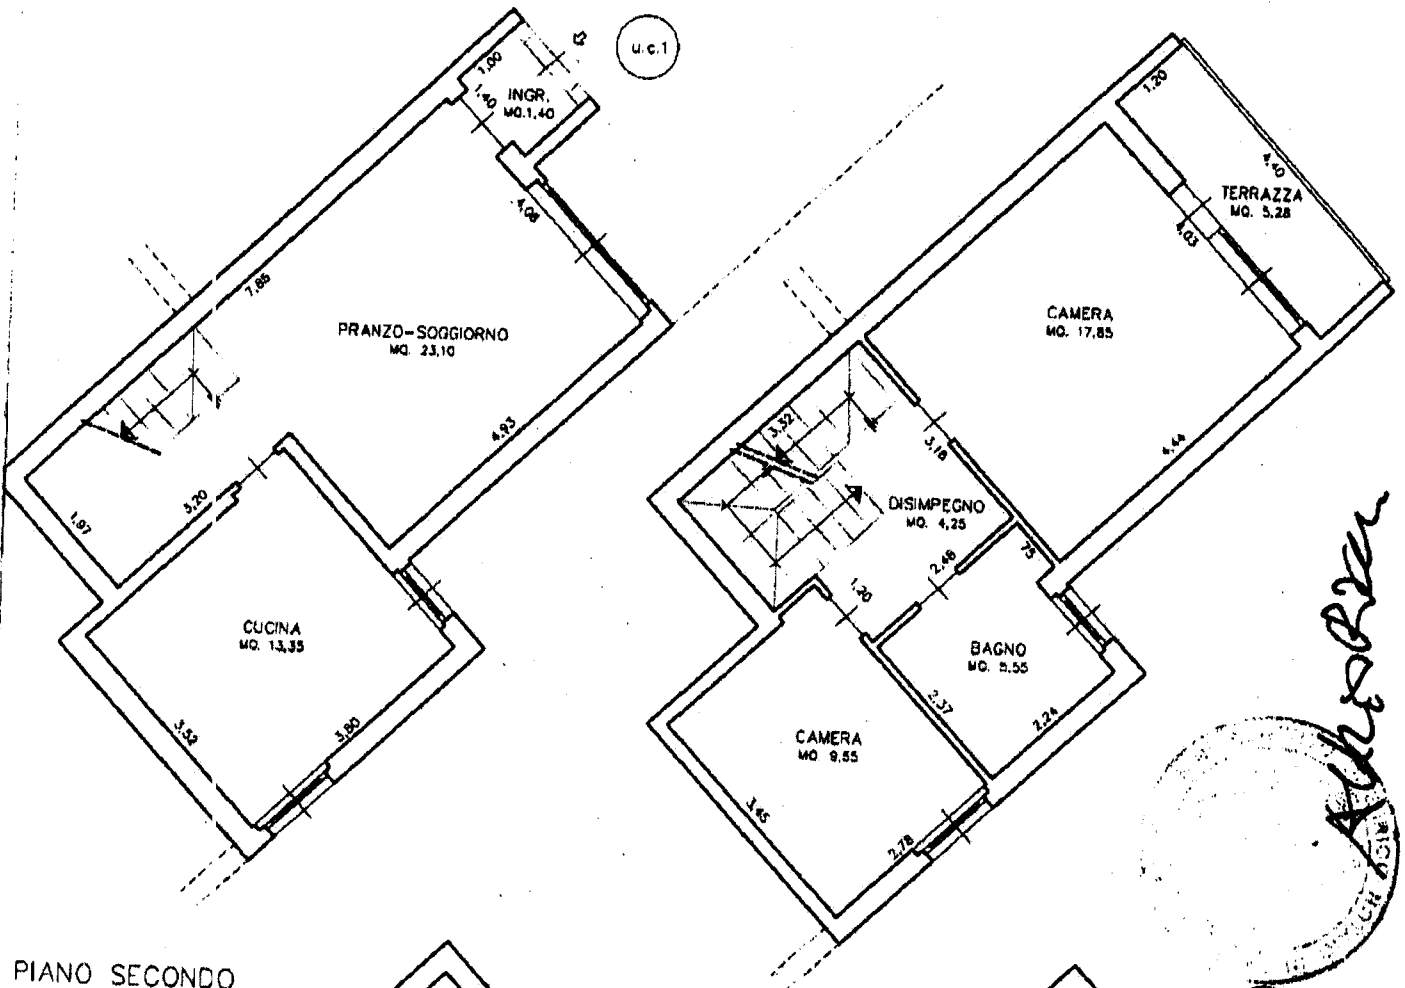 u.c.1
1,00
1,40
INGR.
MQ.1,40
4,08
7,85
PRANZO-SOGGIORNO
MQ. 23,10
4,93
3,20
1,97
CUCINA
MQ. 13,35
3,52
3,80
1,20
4,40
TERRAZZA
MQ. 5,28
4,03
CAMERA
MQ. 17,85
4,44
3,32
3,18
DISIMPEGNO
MQ. 4,25
75
2,48
1,20
BAGNO
MQ. 5,55
2,37
2,24
CAMERA
MQ. 9,55
3,45
2,78
PIANO SECONDO